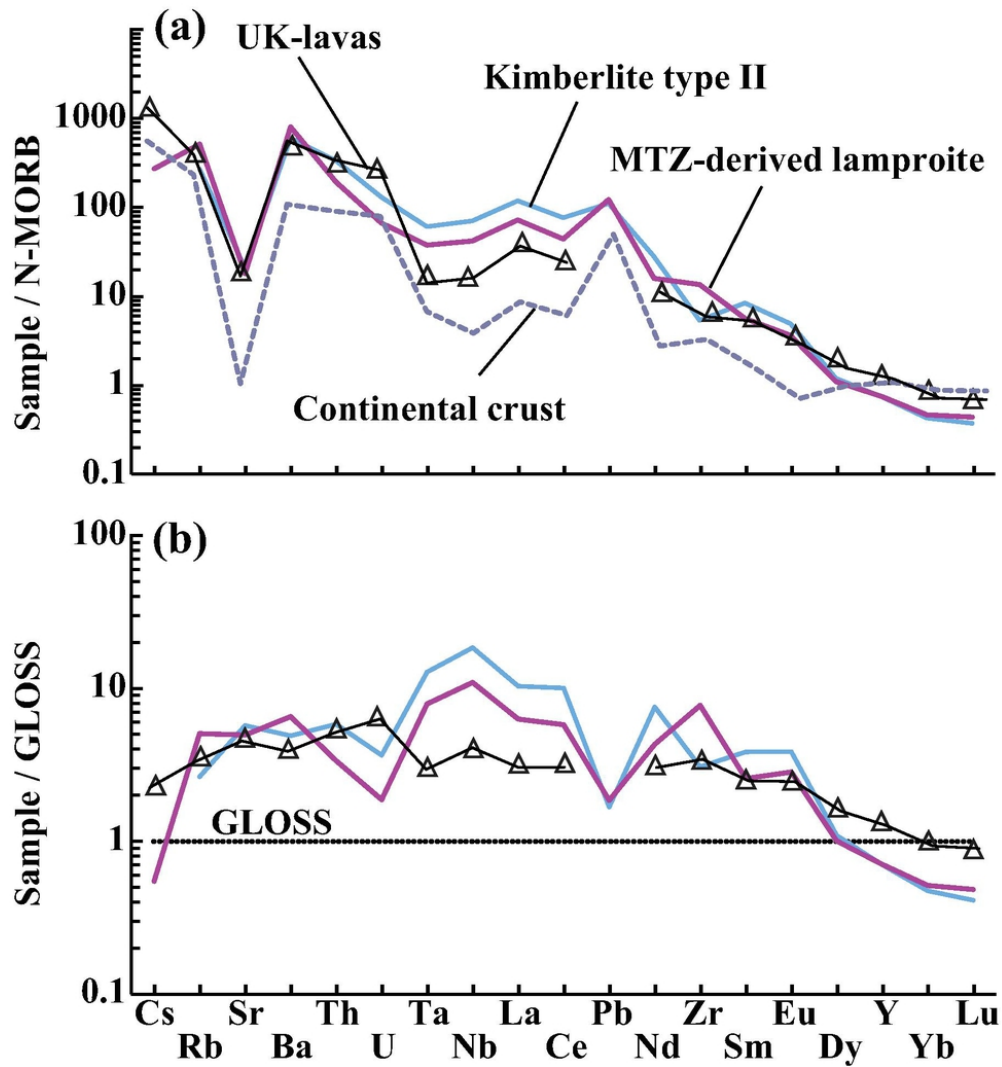 (a)
UK-lavas
Kimberlite type II
MTZ-derived lamproite
Continental crust
Sample / N-MORB
1000
100
10
1
0.1
(b)
GLOSS
Sample / GLOSS
100
10
1
0.1
Cs Sr Th Ta La Pb Zr Eu Y Lu
Rb Ba U Nb Ce Nd Sm Dy Yb